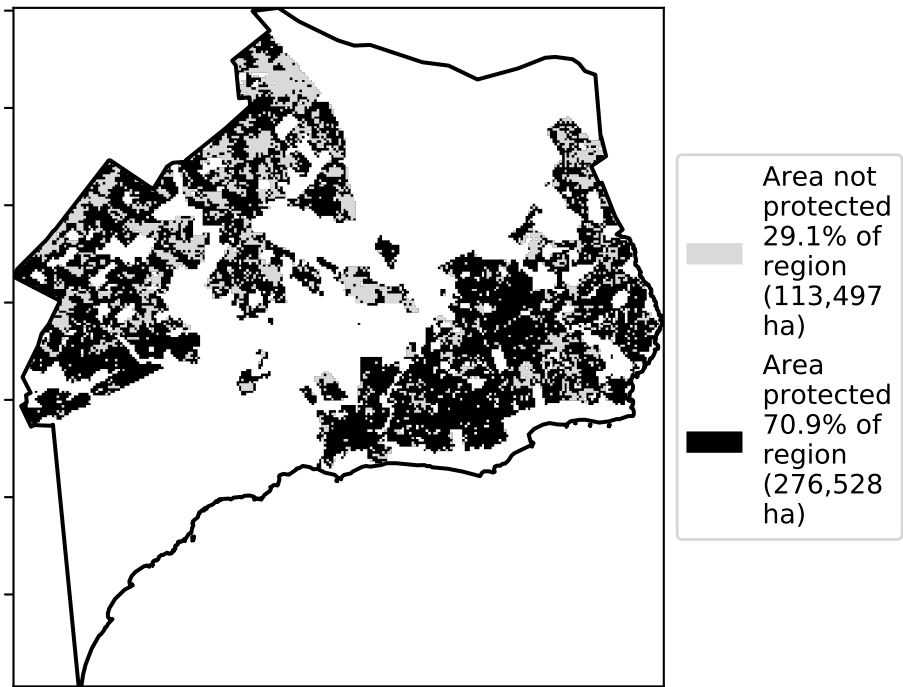 Area not
protected
29.1% of
region
(113,497
ha)
Area
protected
70.9% of
region
(276,528
ha)